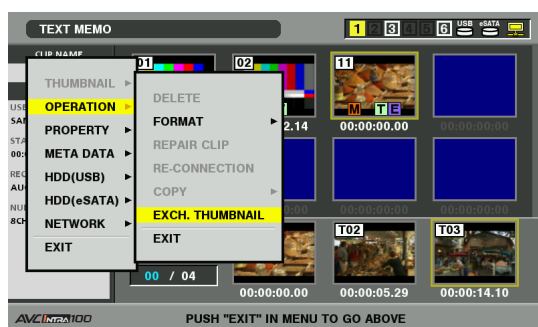 TEXT MEMO
1 2 3 4 5 6 USB eSATA
CLIP NAME
01 02 11
THUMBNAIL
OPERATION
PROPERTY
META DATA
HDD(USB)
HDD(eSATA)
NETWORK
EXIT
DELETE
FORMAT
REPAIR CLIP
RE-CONNECTION
COPY
EXCH. THUMBNAIL
EXIT
M T E
2.14 00:00:00.00
00:00:00.00
T02 T03
00 / 04
00:00:00.00 00:00:05.29 00:00:14.10
AVC Intra 100 PUSH "EXIT" IN MENU TO GO ABOVE